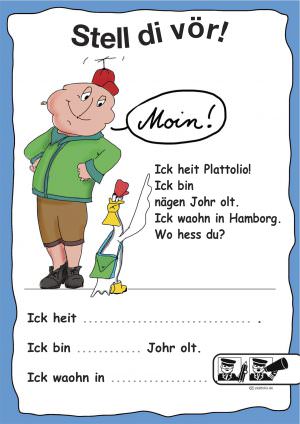 Stell di vör!
Moin!
Ick heit Plattolio!
Ick bin
nägen Johr olt.
Ick waohn in Hamborg.
Wo hess du?
Ick heit .............................. .
Ick bin .................. Johr olt.
Ick waohn in ........................